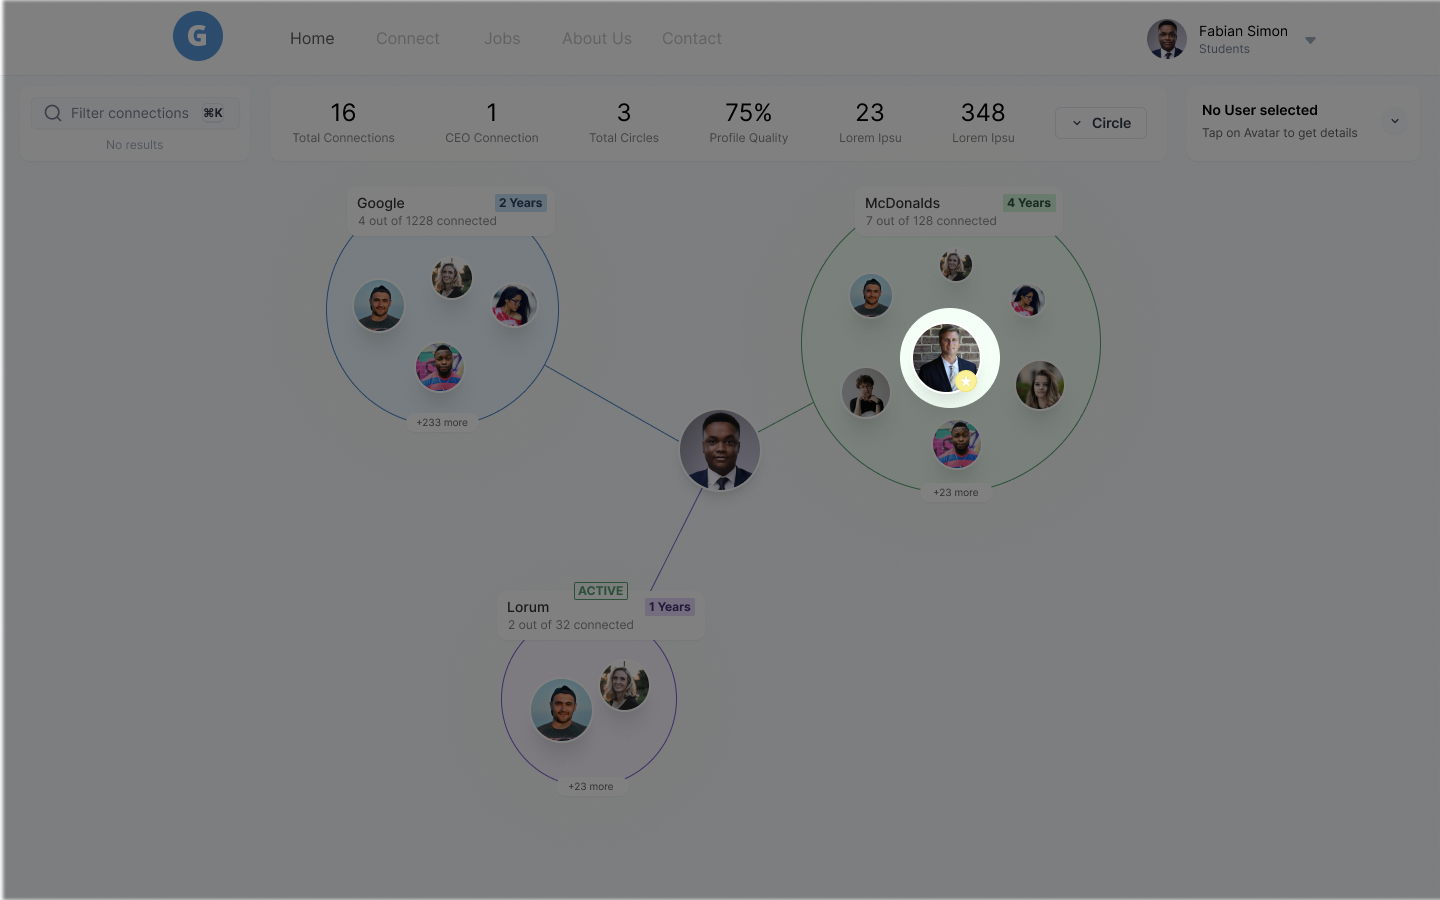 G
Home
Connect
Jobs
About Us
Contact
Fabian Simon
Students
Filter connections ⌘K
No results
16
Total Connections
1
CEO Connection
3
Total Circles
75%
Profile Quality
23
Lorem Ipsu
348
Lorem Ipsu
Circle
No User selected
Tap on Avatar to get details
Google
2 Years
4 out of 1228 connected
+233 more
McDonalds
4 Years
7 out of 128 connected
+23 more
ACTIVE
Lorum
1 Years
2 out of 32 connected
+23 more